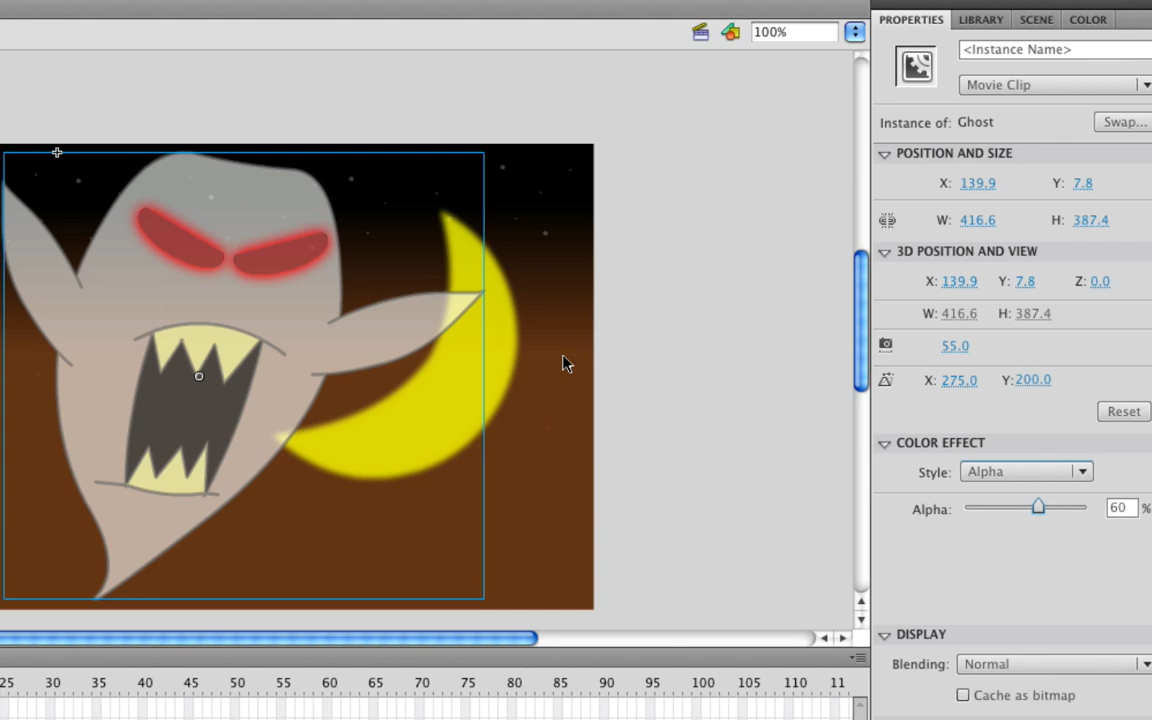 PROPERTIES LIBRARY SCENE COLOR
100%
<Instance Name>
Movie Clip
Instance of: Ghost Swap...
POSITION AND SIZE
X: 139.9 Y: 7.8
W: 416.6 H: 387.4
3D POSITION AND VIEW
X: 139.9 Y: 7.8 Z: 0.0
W: 416.6 H: 387.4
55.0
X: 275.0 Y: 200.0
Reset
COLOR EFFECT
Style: Alpha
Alpha: 60 %
DISPLAY
Blending: Normal
Cache as bitmap
25 30 35 40 45 50 55 60 65 70 75 80 85 90 95 100 105 110 11